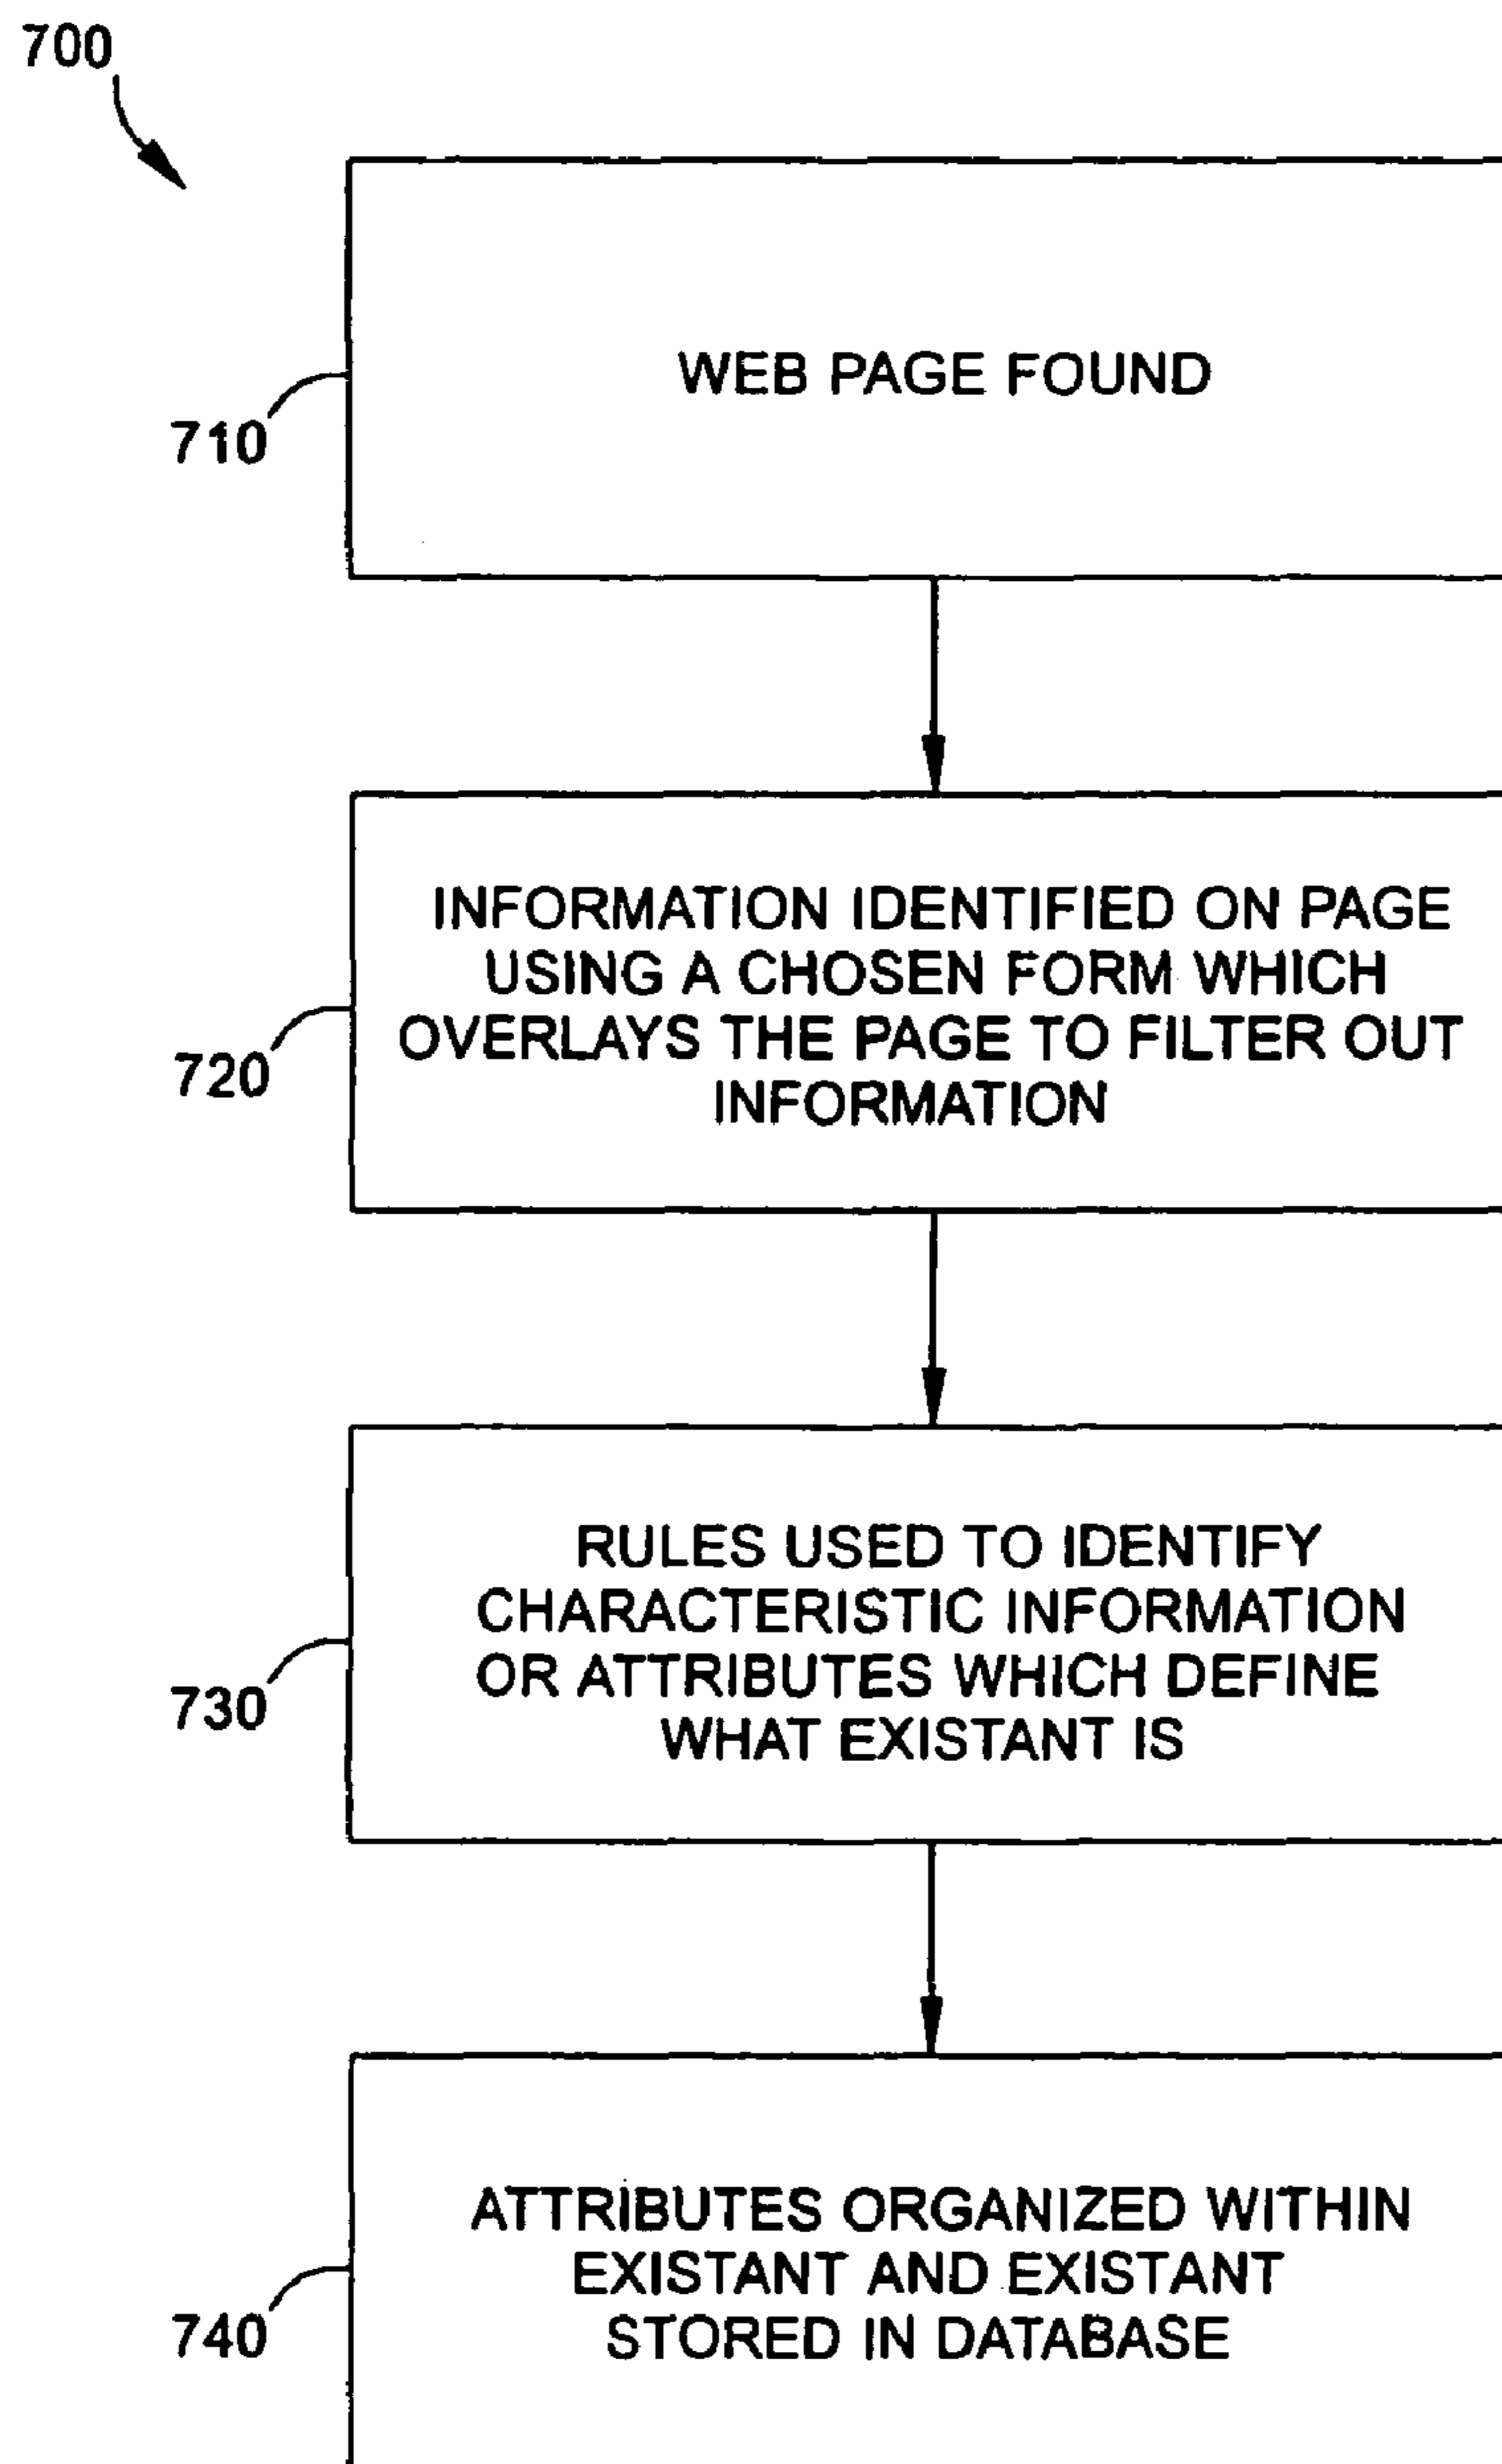 700
WEB PAGE FOUND
710
INFORMATION IDENTIFIED ON PAGE
USING A CHOSEN FORM WHICH
OVERLAYS THE PAGE TO FILTER OUT
INFORMATION
720
RULES USED TO IDENTIFY
CHARACTERISTIC INFORMATION
OR ATTRIBUTES WHICH DEFINE
WHAT EXISTANT IS
730
ATTRIBUTES ORGANIZED WITHIN
EXISTANT AND EXISTANT
STORED IN DATABASE
740